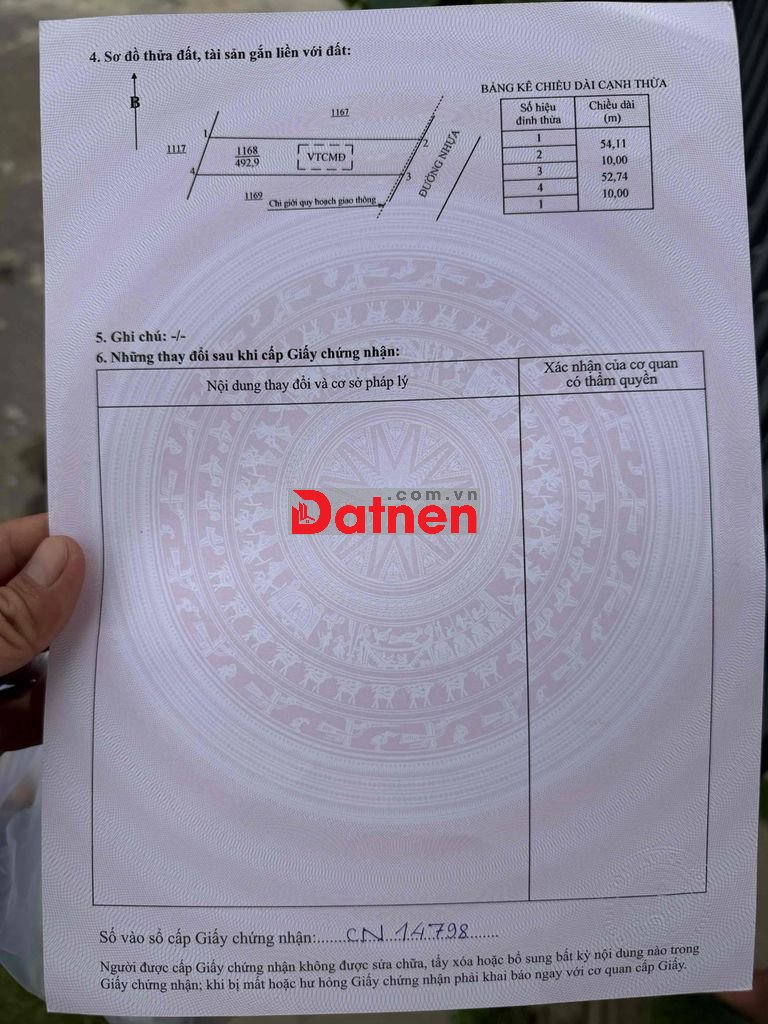 4. Sơ đồ thửa đất, tài sản gắn liền với đất:
B
BẢNG KÊ CHIỀU DÀI CẠNH THỬA
Số hiệu đỉnh thửa
Chiều dài (m)
1
54,11
2
10,00
3
52,74
4
10,00
1
1167
1
2
1117
1168
492,9
VTCMĐ
4
3
ĐƯỜNG NHỰA
1169
Chỉ giới quy hoạch giao thông
5. Ghi chú: -/-
6. Những thay đổi sau khi cấp Giấy chứng nhận:
Nội dung thay đổi và cơ sở pháp lý
Xác nhận của cơ quan
có thẩm quyền
.com.vn
Datnen
Số vào sổ cấp Giấy chứng nhận:......CN 14798......
Người được cấp Giấy chứng nhận không được sửa chữa, tẩy xóa hoặc bổ sung bất kỳ nội dung nào trong
Giấy chứng nhận; khi bị mất hoặc hư hỏng Giấy chứng nhận phải khai báo ngay với cơ quan cấp Giấy.